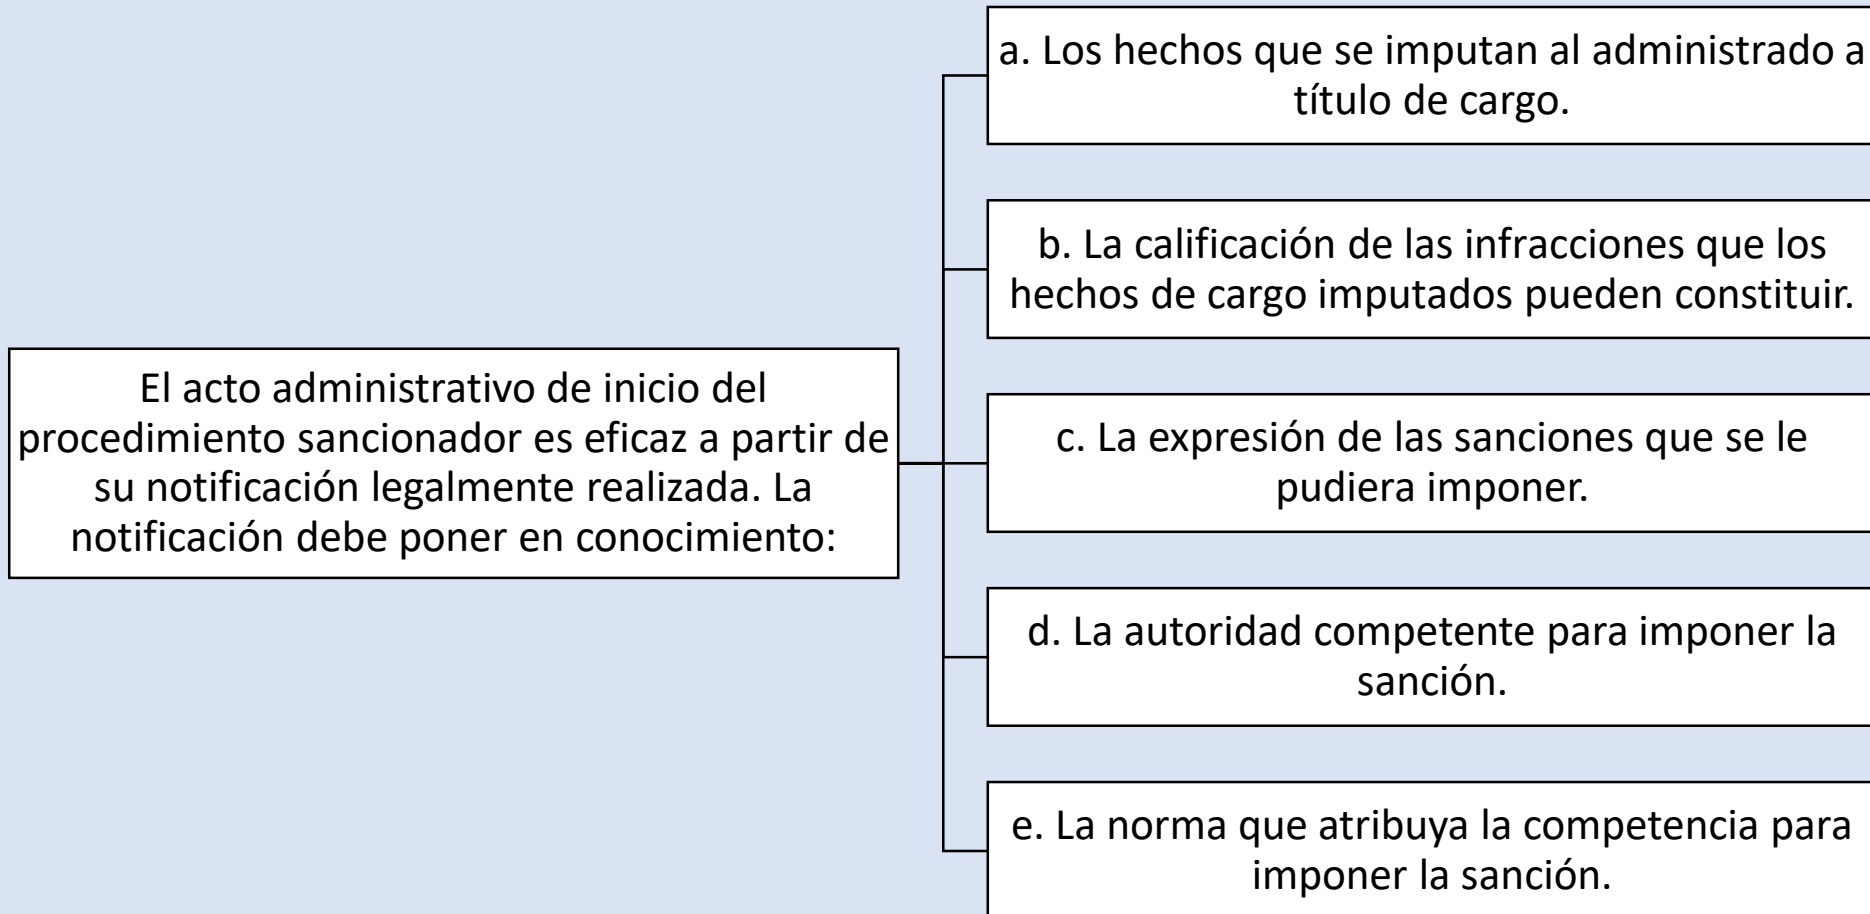 a. Los hechos que se imputan al administrado a
título de cargo.
b. La calificación de las infracciones que los
hechos de cargo imputados pueden constituir.
El acto administrativo de inicio del
procedimiento sancionador es eficaz a partir de
su notificación legalmente realizada. La
notificación debe poner en conocimiento:
c. La expresión de las sanciones que se le
pudiera imponer.
d. La autoridad competente para imponer la
sanción.
e. La norma que atribuya la competencia para
imponer la sanción.